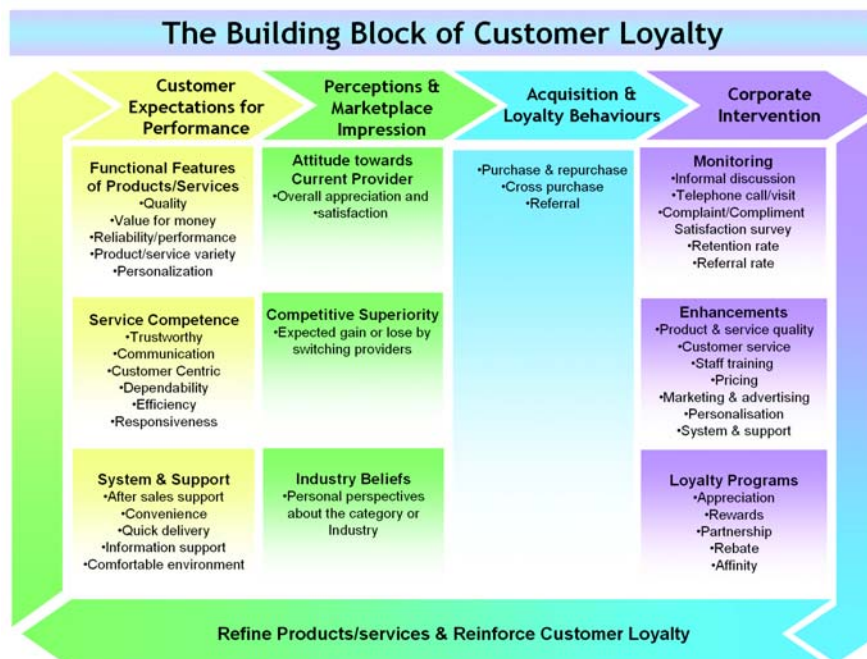 The Building Block of Customer Loyalty
Customer
Expectations for
Performance
Perceptions &
Marketplace
Impression
Acquisition &
Loyalty Behaviours
Corporate
Intervention
Functional Features
of Products/Services
•Quality
•Value for money
•Reliability/performance
•Product/service variety
•Personalization
Service Competence
•Trustworthy
•Communication
•Customer Centric
•Dependability
•Efficiency
•Responsiveness
System & Support
•After sales support
•Convenience
•Quick delivery
•Information support
•Comfortable environment
Attitude towards
Current Provider
•Overall appreciation and
•satisfaction
Competitive Superiority
•Expected gain or lose by
switching providers
Industry Beliefs
•Personal perspectives
about the category or
Industry
•Purchase & repurchase
•Cross purchase
•Referral
Monitoring
•Informal discussion
•Telephone call/visit
•Complaint/Compliment
Satisfaction survey
•Retention rate
•Referral rate
Enhancements
•Product & service quality
•Customer service
•Staff training
•Pricing
•Marketing & advertising
•Personalisation
•System & support
Loyalty Programs
•Appreciation
•Rewards
•Partnership
•Rebate
•Affinity
Refine Products/services & Reinforce Customer Loyalty